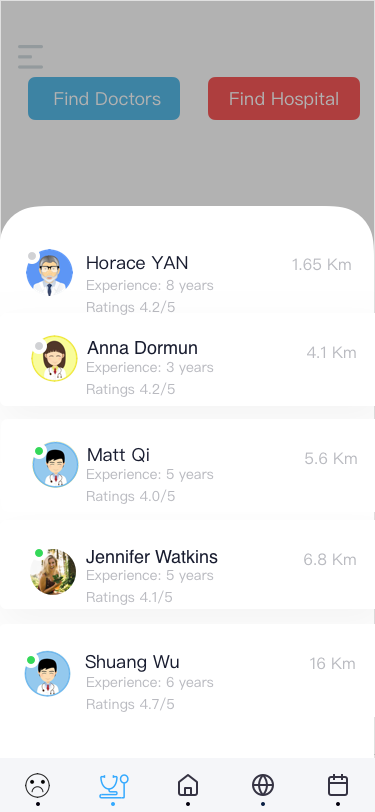 Find Doctors
Find Hospital
Horace YAN
1.65 Km
Experience: 8 years
Ratings 4.2/5
Anna Dormun
4.1 Km
Experience: 3 years
Ratings 4.2/5
Matt Qi
5.6 Km
Experience: 5 years
Ratings 4.0/5
Jennifer Watkins
6.8 Km
Experience: 5 years
Ratings 4.1/5
Shuang Wu
16 Km
Experience: 6 years
Ratings 4.7/5